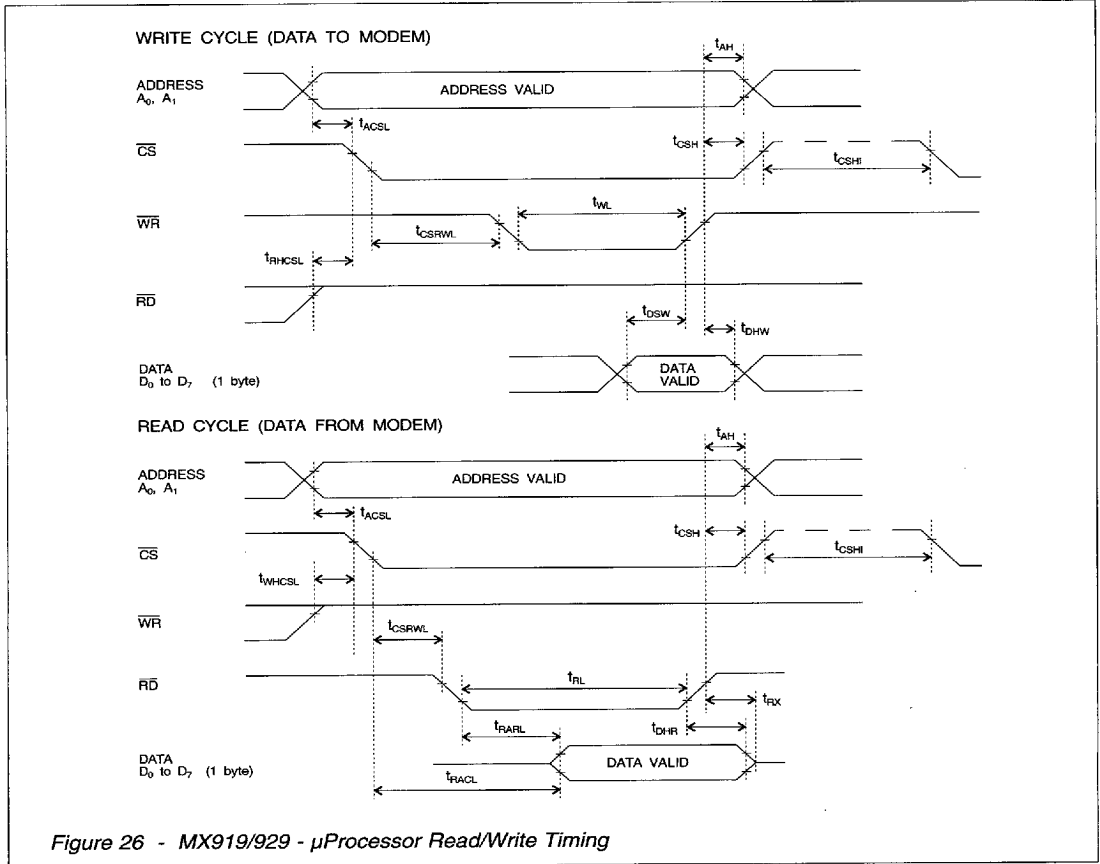 WRITE CYCLE (DATA TO MODEM)
tAH
ADDRESS
A0, A1
ADDRESS VALID
tACSL
tCSH
CS
tCSHI
WR
tWL
tCSRWL
tRHCSL
RD
tDSW
tDHW
DATA
D0 to D7 (1 byte)
DATA
VALID
READ CYCLE (DATA FROM MODEM)
tAH
ADDRESS
A0, A1
ADDRESS VALID
tACSL
tCSH
CS
tCSHI
tWHCSL
WR
tCSRWL
RD
tRL
tRX
tRARL
tDHR
DATA
D0 to D7 (1 byte)
DATA VALID
tRACL
Figure 26 - MX919/929 - µProcessor Read/Write Timing